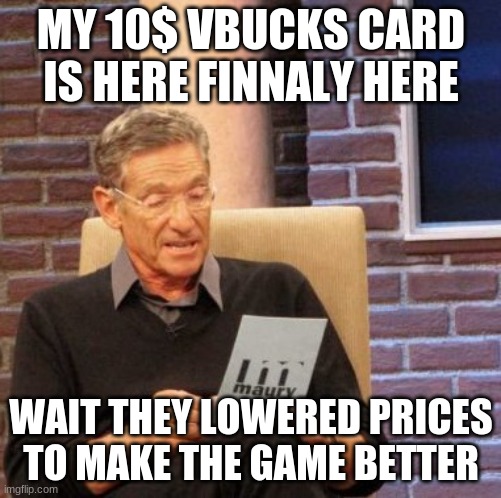 MY 10$ VBUCKS CARD
IS HERE FINNALY HERE
maury
WAIT THEY LOWERED PRICES
TO MAKE THE GAME BETTER
imgflip.com